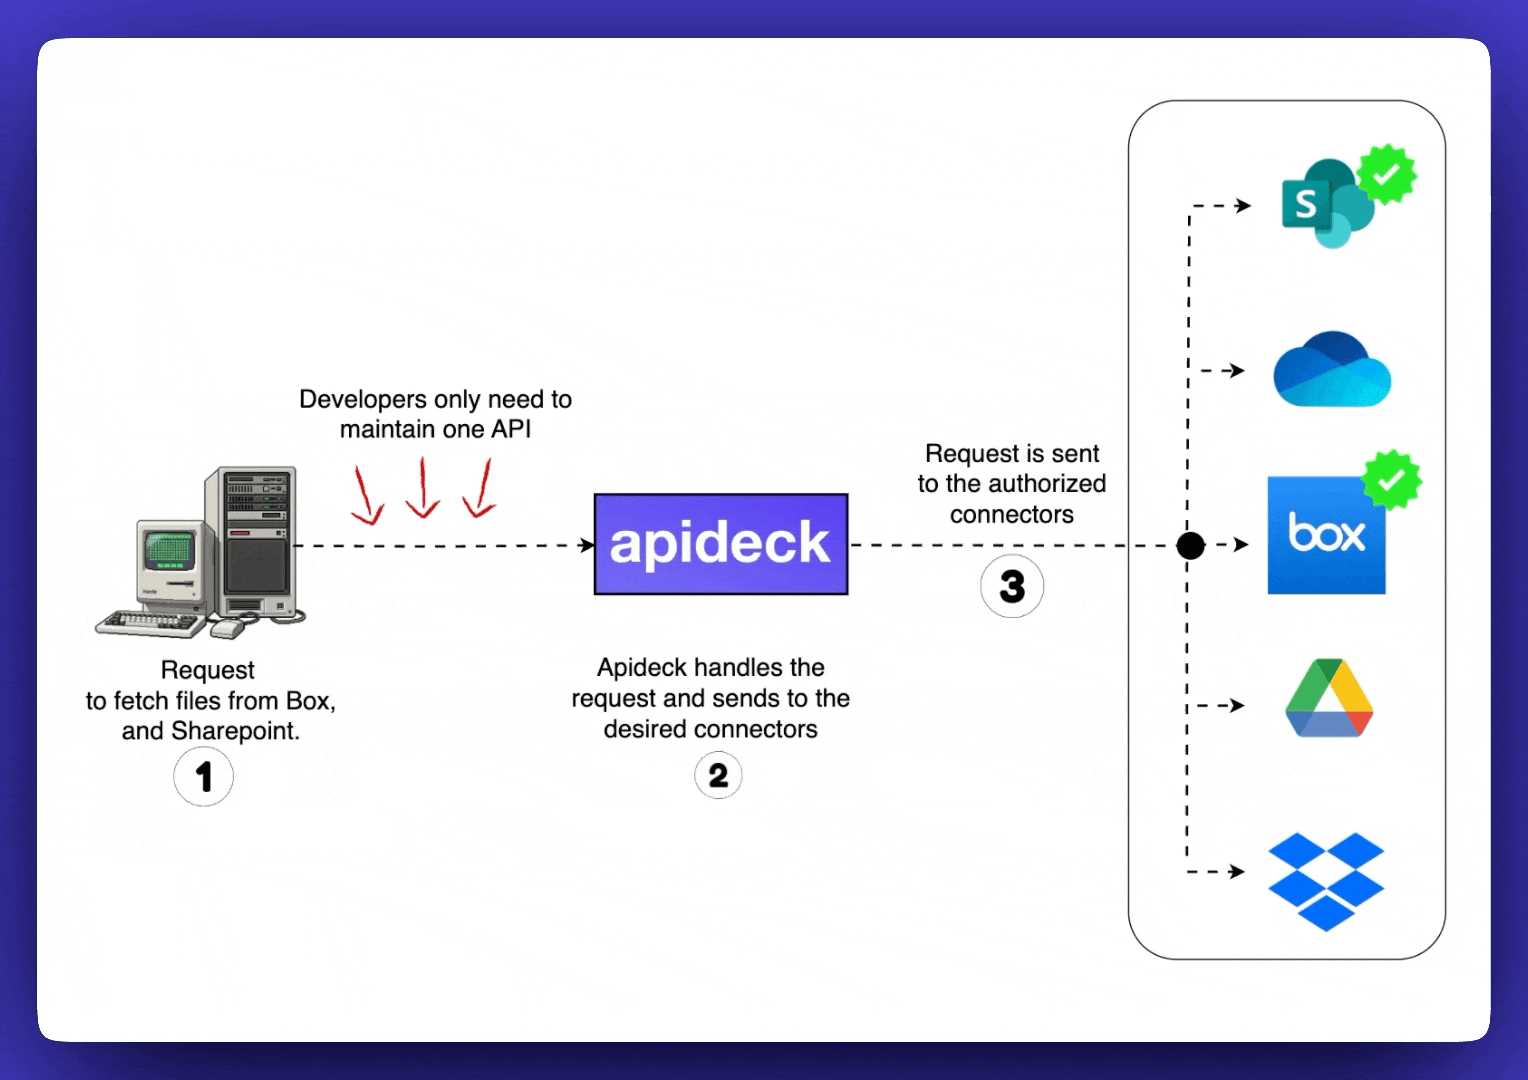 Developers only need to
maintain one API
Request
to fetch files from Box,
and Sharepoint.
1
apideck
Apideck handles the
request and sends to the
desired connectors
2
Request is sent
to the authorized
connectors
3
S
box